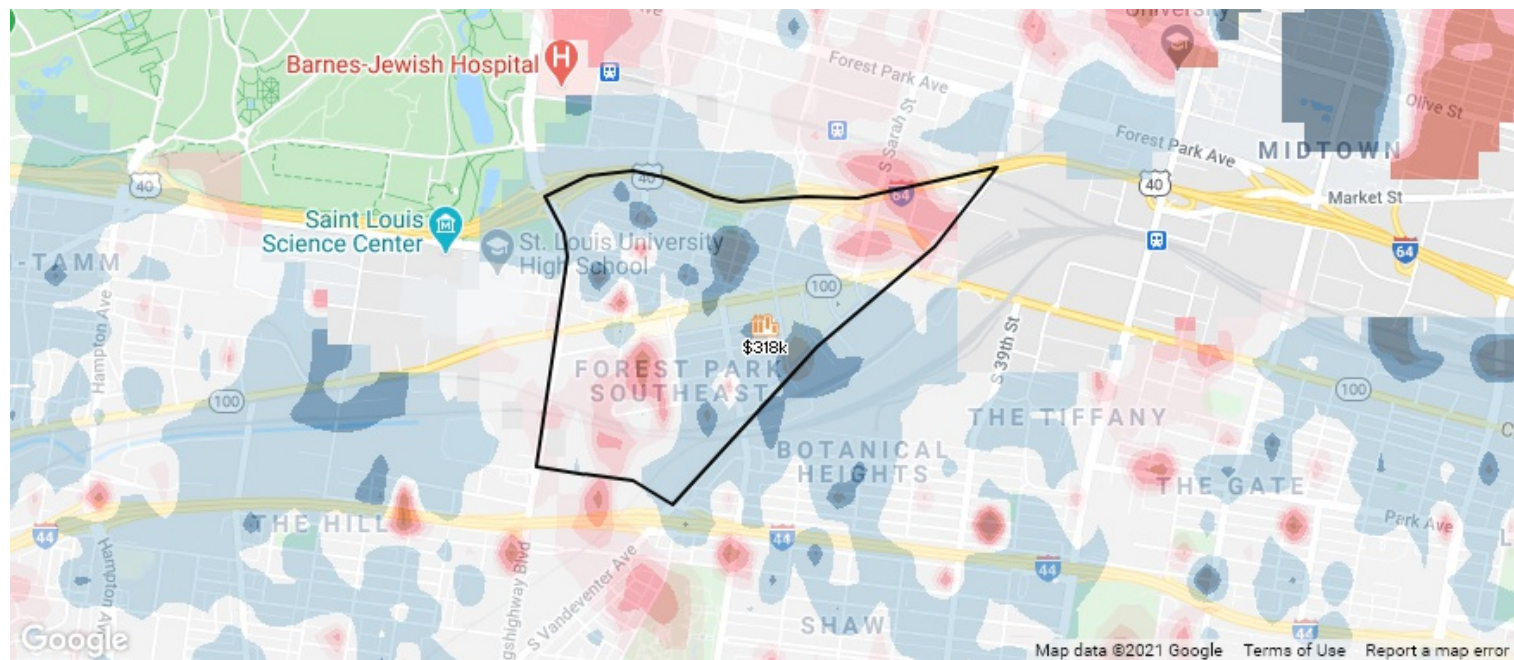 University
Barnes-Jewish Hospital
H
Forest Park Ave
S Sarah St
Olive St
Forest Park Ave
MIDTOWN
40
40
40
Market St
64
Saint Louis
Science Center
St. Louis University
High School
64
-TAMM
100
Hampton Ave
$318k
FOREST PARK
SOUTHEAST
S 39th St
100
100
THE TIFFANY
BOTANICAL
HEIGHTS
THE GATE
THE HILL
Park Ave
44
44
44
Hampton Ave
gshighway Blvd
S Vandeventer Ave
SHAW
44
Google
Map data ©2021 Google Terms of Use Report a map error